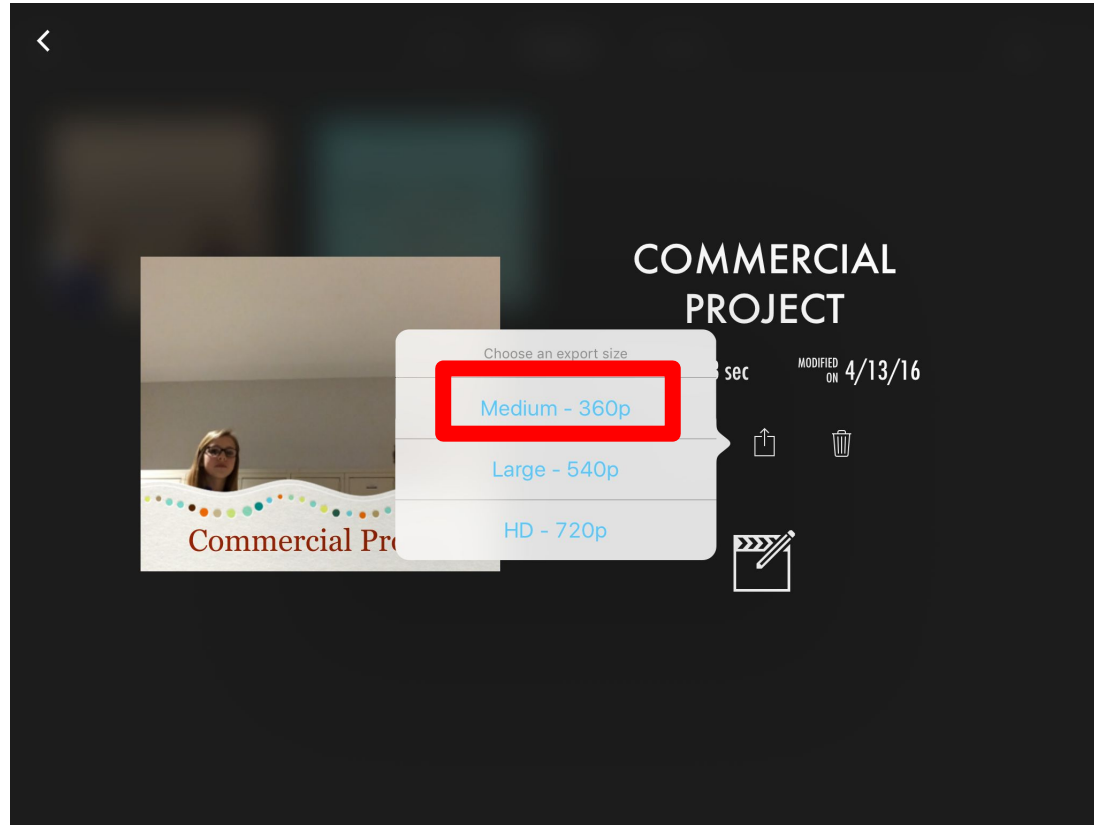 COMMERCIAL
PROJECT
Choose an export size
sec
MODIFIED ON 4/13/16
Medium - 360p
Large - 540p
HD - 720p
Commercial